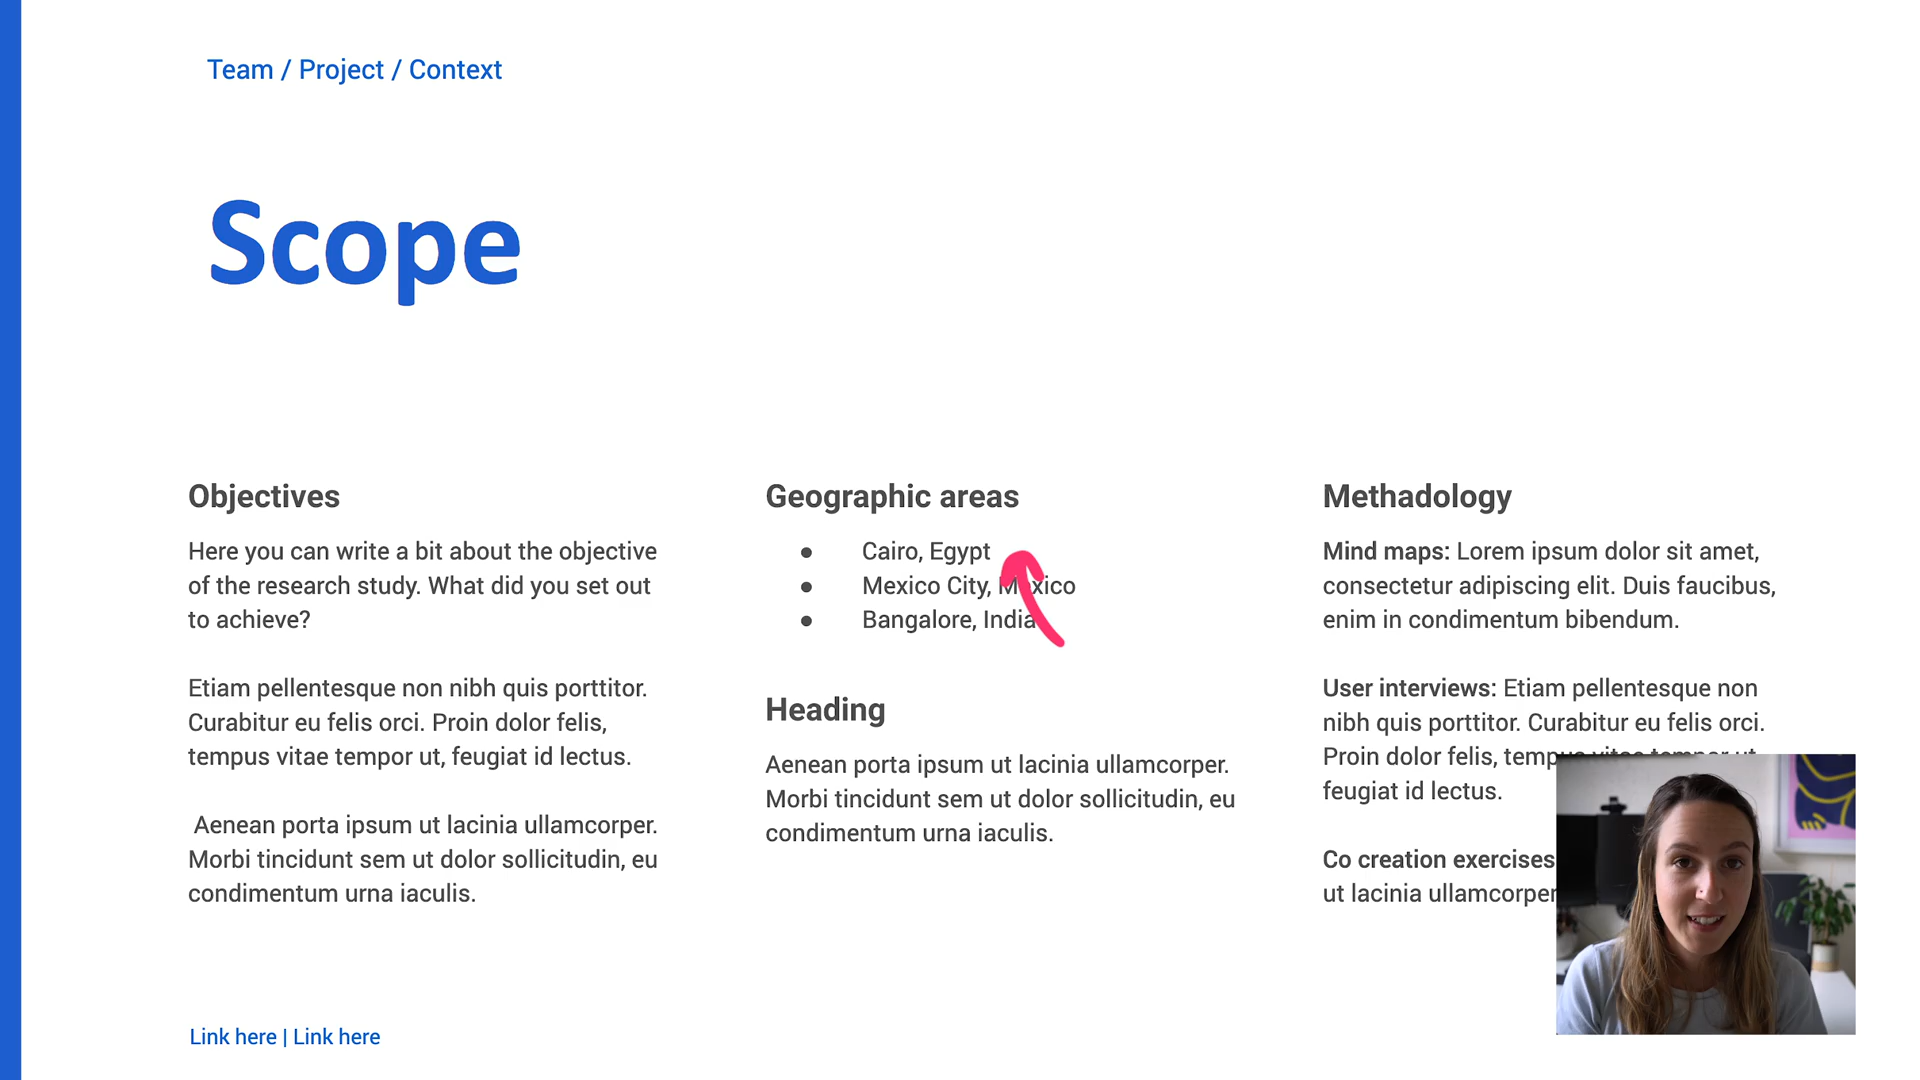 Team / Project / Context
Scope
Objectives
Here you can write a bit about the objective
of the research study. What did you set out
to achieve?
Etiam pellentesque non nibh quis porttitor.
Curabitur eu felis orci. Proin dolor felis,
tempus vitae tempor ut, feugiat id lectus.
Aenean porta ipsum ut lacinia ullamcorper.
Morbi tincidunt sem ut dolor sollicitudin, eu
condimentum urna iaculis.
Geographic areas
● Cairo, Egypt
● Mexico City, Mexico
● Bangalore, India
Heading
Aenean porta ipsum ut lacinia ullamcorper.
Morbi tincidunt sem ut dolor sollicitudin, eu
condimentum urna iaculis.
Methadology
Mind maps: Lorem ipsum dolor sit amet,
consectetur adipiscing elit. Duis faucibus,
enim in condimentum bibendum.
User interviews: Etiam pellentesque non
nibh quis porttitor. Curabitur eu felis orci.
Proin dolor felis, tempus vitae tempor ut,
feugiat id lectus.
Co creation exercises
ut lacinia ullamcorper
Link here | Link here